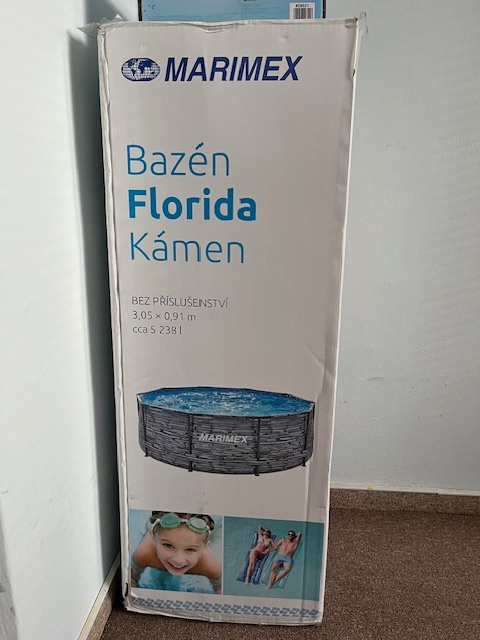 MARIMEX
Bazén
Florida
Kámen
BEZ PŘÍSLUŠENSTVÍ
3,05 × 0,91 m
cca 5 238 l
MARIMEX